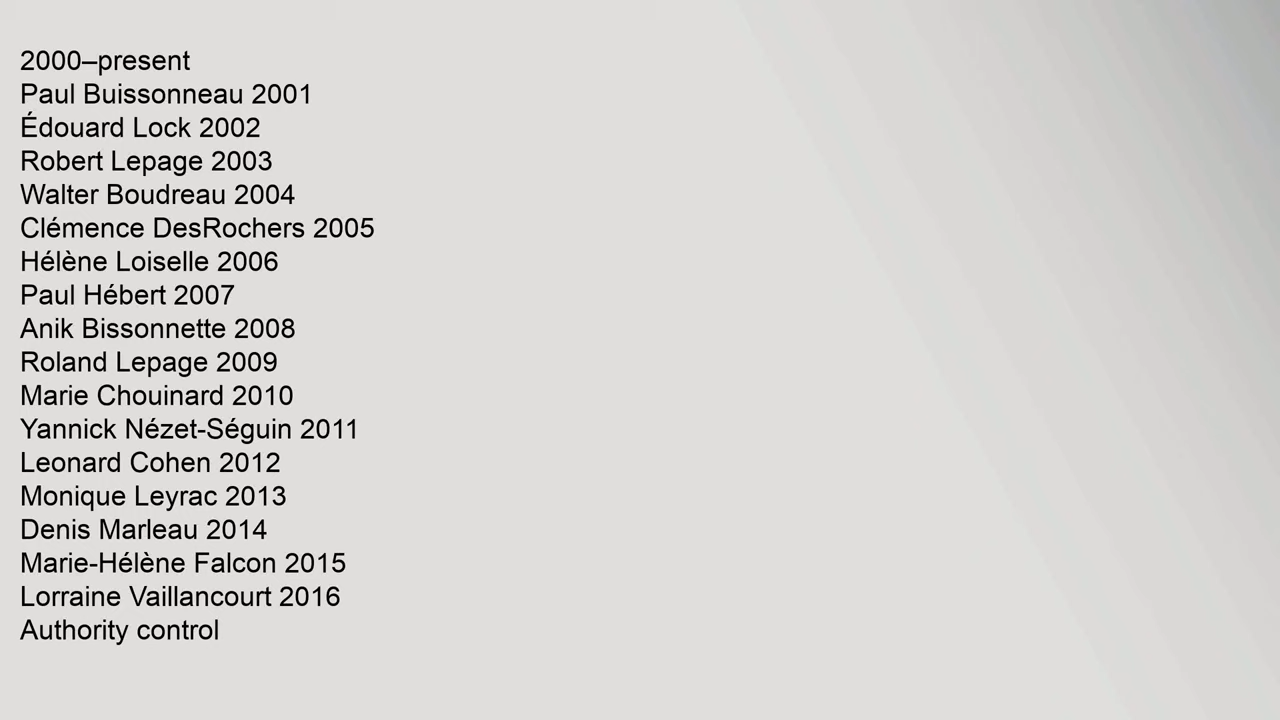 2000–present
Paul Buissonneau 2001
Édouard Lock 2002
Robert Lepage 2003
Walter Boudreau 2004
Clémence DesRochers 2005
Hélène Loiselle 2006
Paul Hébert 2007
Anik Bissonnette 2008
Roland Lepage 2009
Marie Chouinard 2010
Yannick Nézet-Séguin 2011
Leonard Cohen 2012
Monique Leyrac 2013
Denis Marleau 2014
Marie-Hélène Falcon 2015
Lorraine Vaillancourt 2016
Authority control